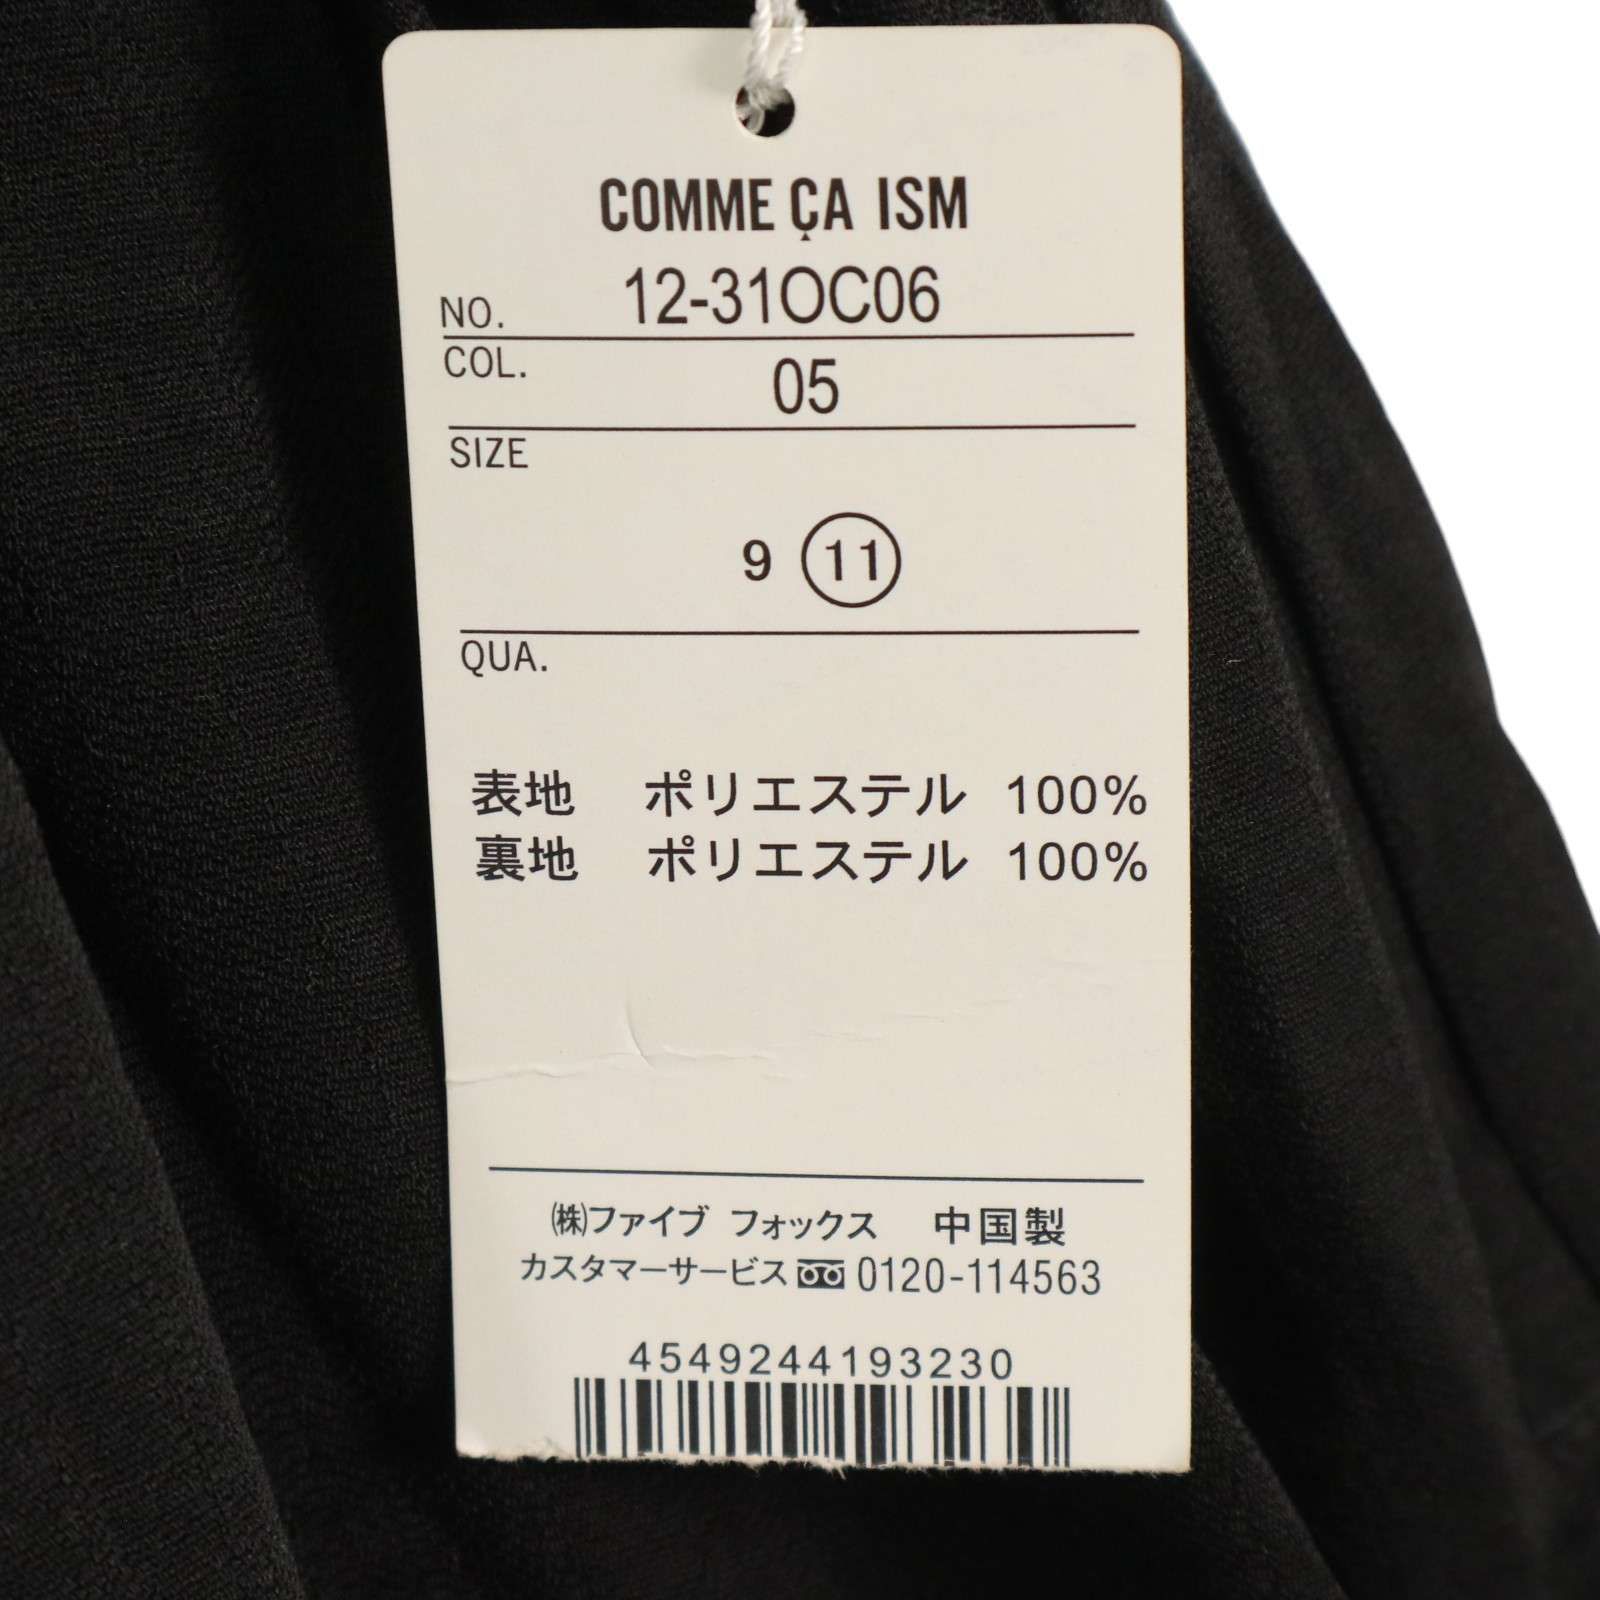 COMME ÇA ISM
NO. 12-31OC06
COL. 05
SIZE
9 11
QUA.
表地 ポリエステル 100%
裏地 ポリエステル 100%
㈱ファイブ フォックス 中国製
カスタマーサービス 0120-114563
4549244193230